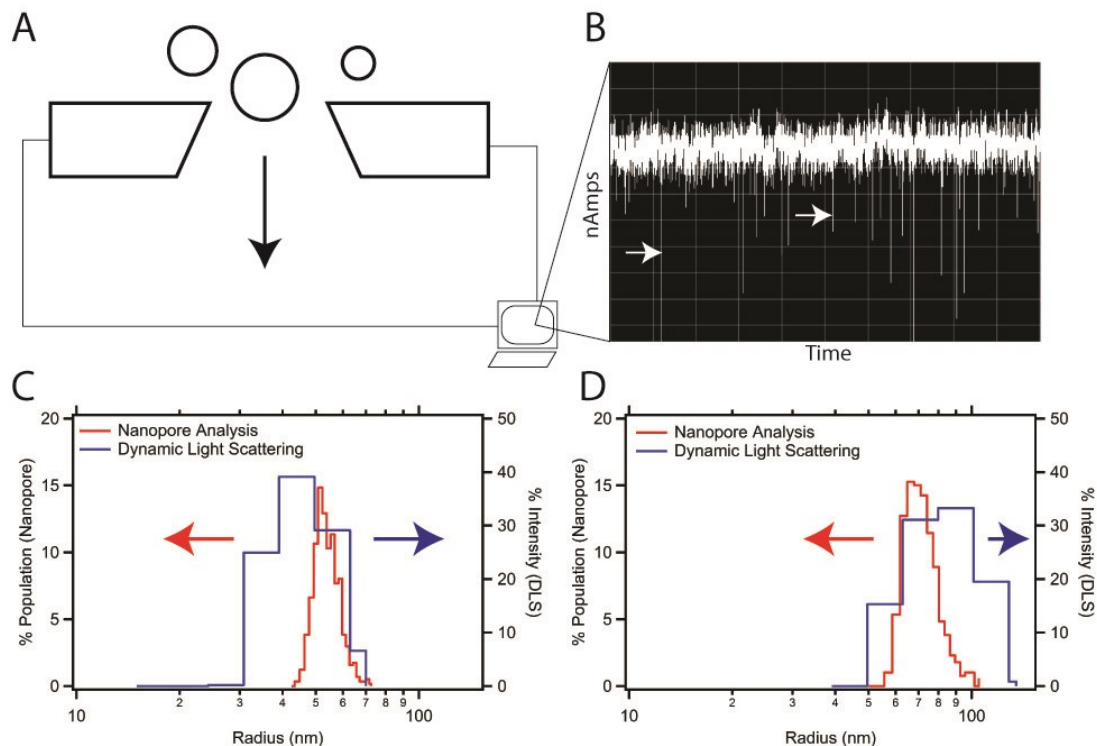 A
B
nAmps
Time
C
D
20
15
10
5
0
% Population (Nanopore)
Nanopore Analysis
Dynamic Light Scattering
50
40
30
20
10
0
% Intensity (DLS)
10 2 3 4 5 6 7 8 9 100
Radius (nm)
20
15
10
5
0
% Population (Nanopore)
Nanopore Analysis
Dynamic Light Scattering
50
40
30
20
10
0
% Intensity (DLS)
10 2 3 4 5 6 7 8 9 100
Radius (nm)